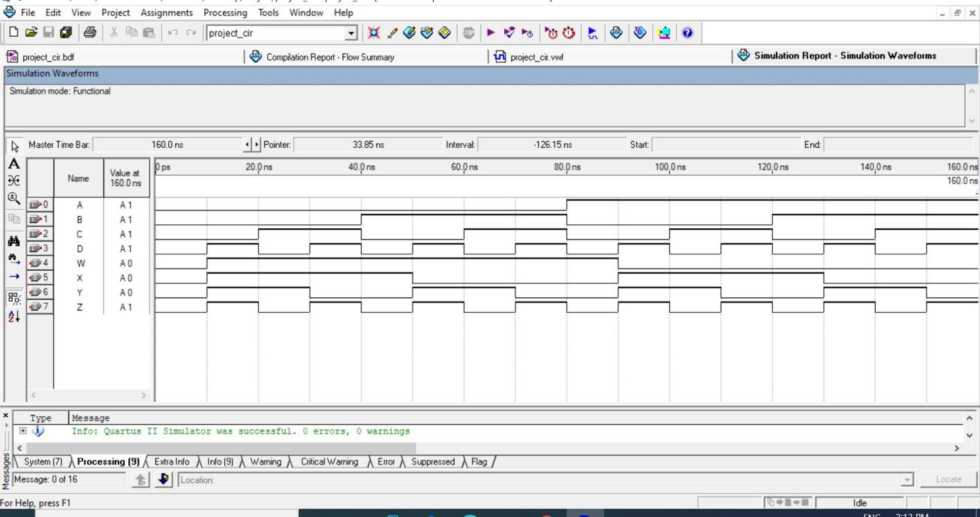 File Edit View Project Assignments Processing Tools Window Help
project_cir
project_cir.bdf
Compilation Report - Flow Summary
project_cir.vwf
Simulation Report - Simulation Waveforms
Simulation Waveforms
Simulation mode: Functional
Master Time Bar: 160.0 ns Pointer: 33.85 ns Interval: -126.15 ns Start: End:
Name
Value at
160.0 ns
0 ps 20.0 ns 40.0 ns 60.0 ns 80.0 ns 100.0 ns 120.0 ns 140.0 ns 160.0 ns
160.0 ns
0 A A 1
1 B A 1
2 C A 1
3 D A 1
4 W A 0
5 X A 0
6 Y A 0
7 Z A 1
Type Message
Info: Quartus II Simulator was successful. 0 errors, 0 warnings
System (7) Processing (9) Extra Info Info (9) Warning Critical Warning Error Suppressed Flag
Messages
Message: 0 of 16
Location:
Locate
For Help, press F1
Idle